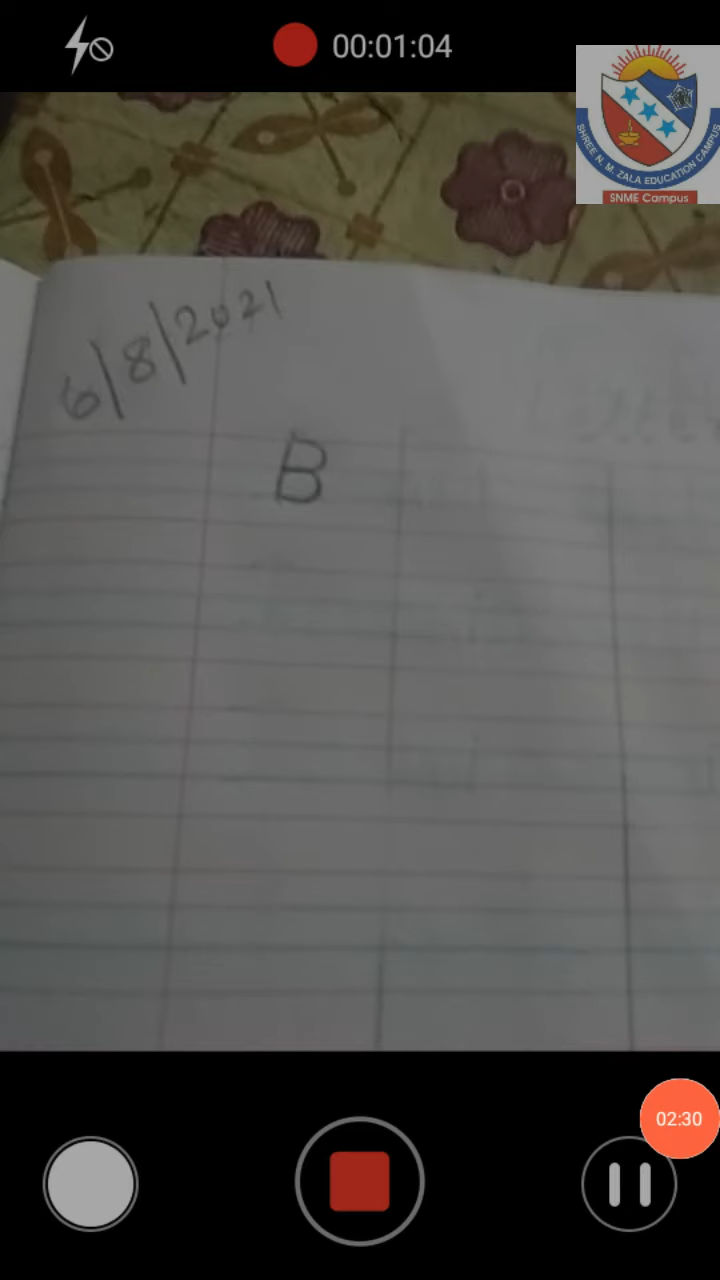 00:01:04
SHREE N. M. ZALA EDUCATION CAMPUS
SNME Campus
6/8/2021
B
02:30